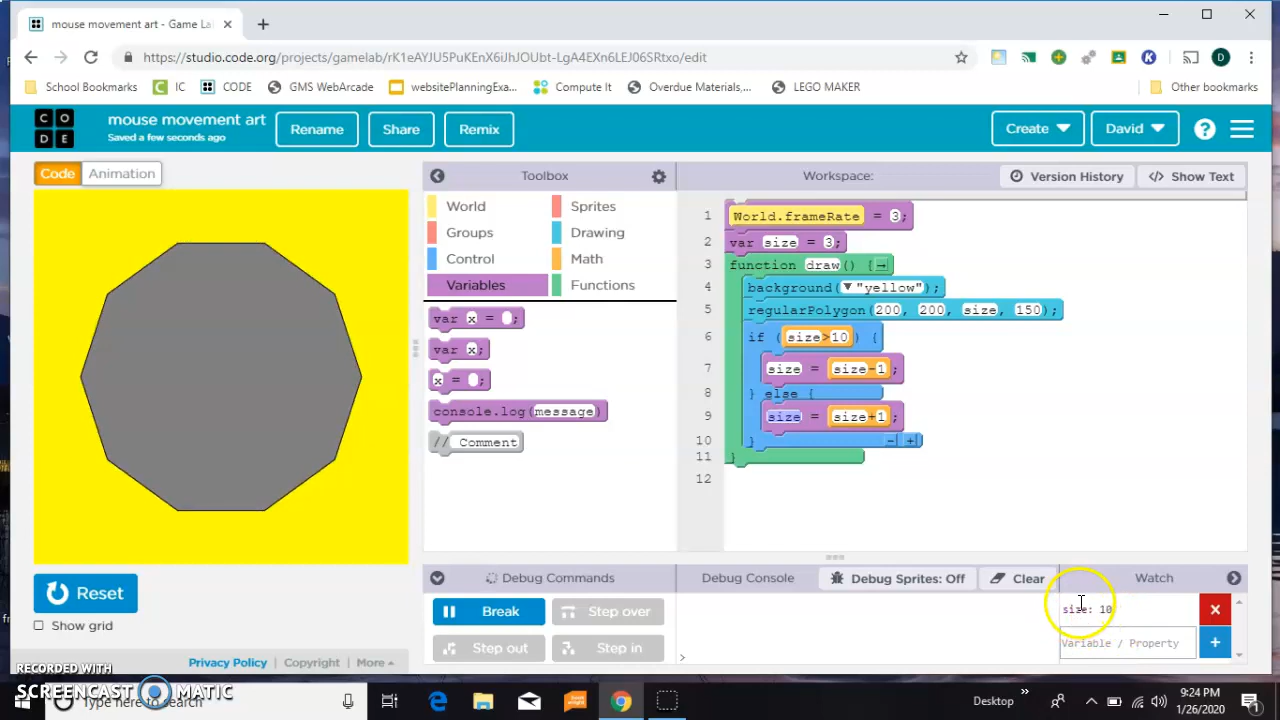 mouse movement art - Game La
https://studio.code.org/projects/gamelab/rK1eAYJU5PuKEnX6iJhJOUbt-LgA4EXn6LEJ06SRtxo/edit
D
School Bookmarks
IC
CODE
GMS WebArcade
websitePlanningExa...
Compute It
Overdue Materials,...
LEGO MAKER
Other bookmarks
CODE
mouse movement art
Saved a few seconds ago
Rename
Share
Remix
Create
David
?
Code
Animation
Toolbox
Workspace:
Version History
</> Show Text
World
Sprites
Groups
Drawing
Control
Math
Variables
Functions
var x = ;
var x;
x = ;
console.log(message)
// Comment
1 World.frameRate = 3;
2 var size = 3;
3 function draw() {
4 background("yellow");
5 regularPolygon(200, 200, size, 150);
6 if (size>10) {
7 size = size-1;
8 } else {
9 size = size+1;
10 }
11 }
12
Reset
Show grid
Debug Commands
Debug Console
Debug Sprites: Off
Clear
Watch
Break
Step over
Step out
Step in
size: 10
Variable / Property
>
Privacy Policy
Copyright
More
RECORDED WITH
SCREENCAST-O-MATIC
Type here to search
Desktop
9:24 PM
1/26/2020
1